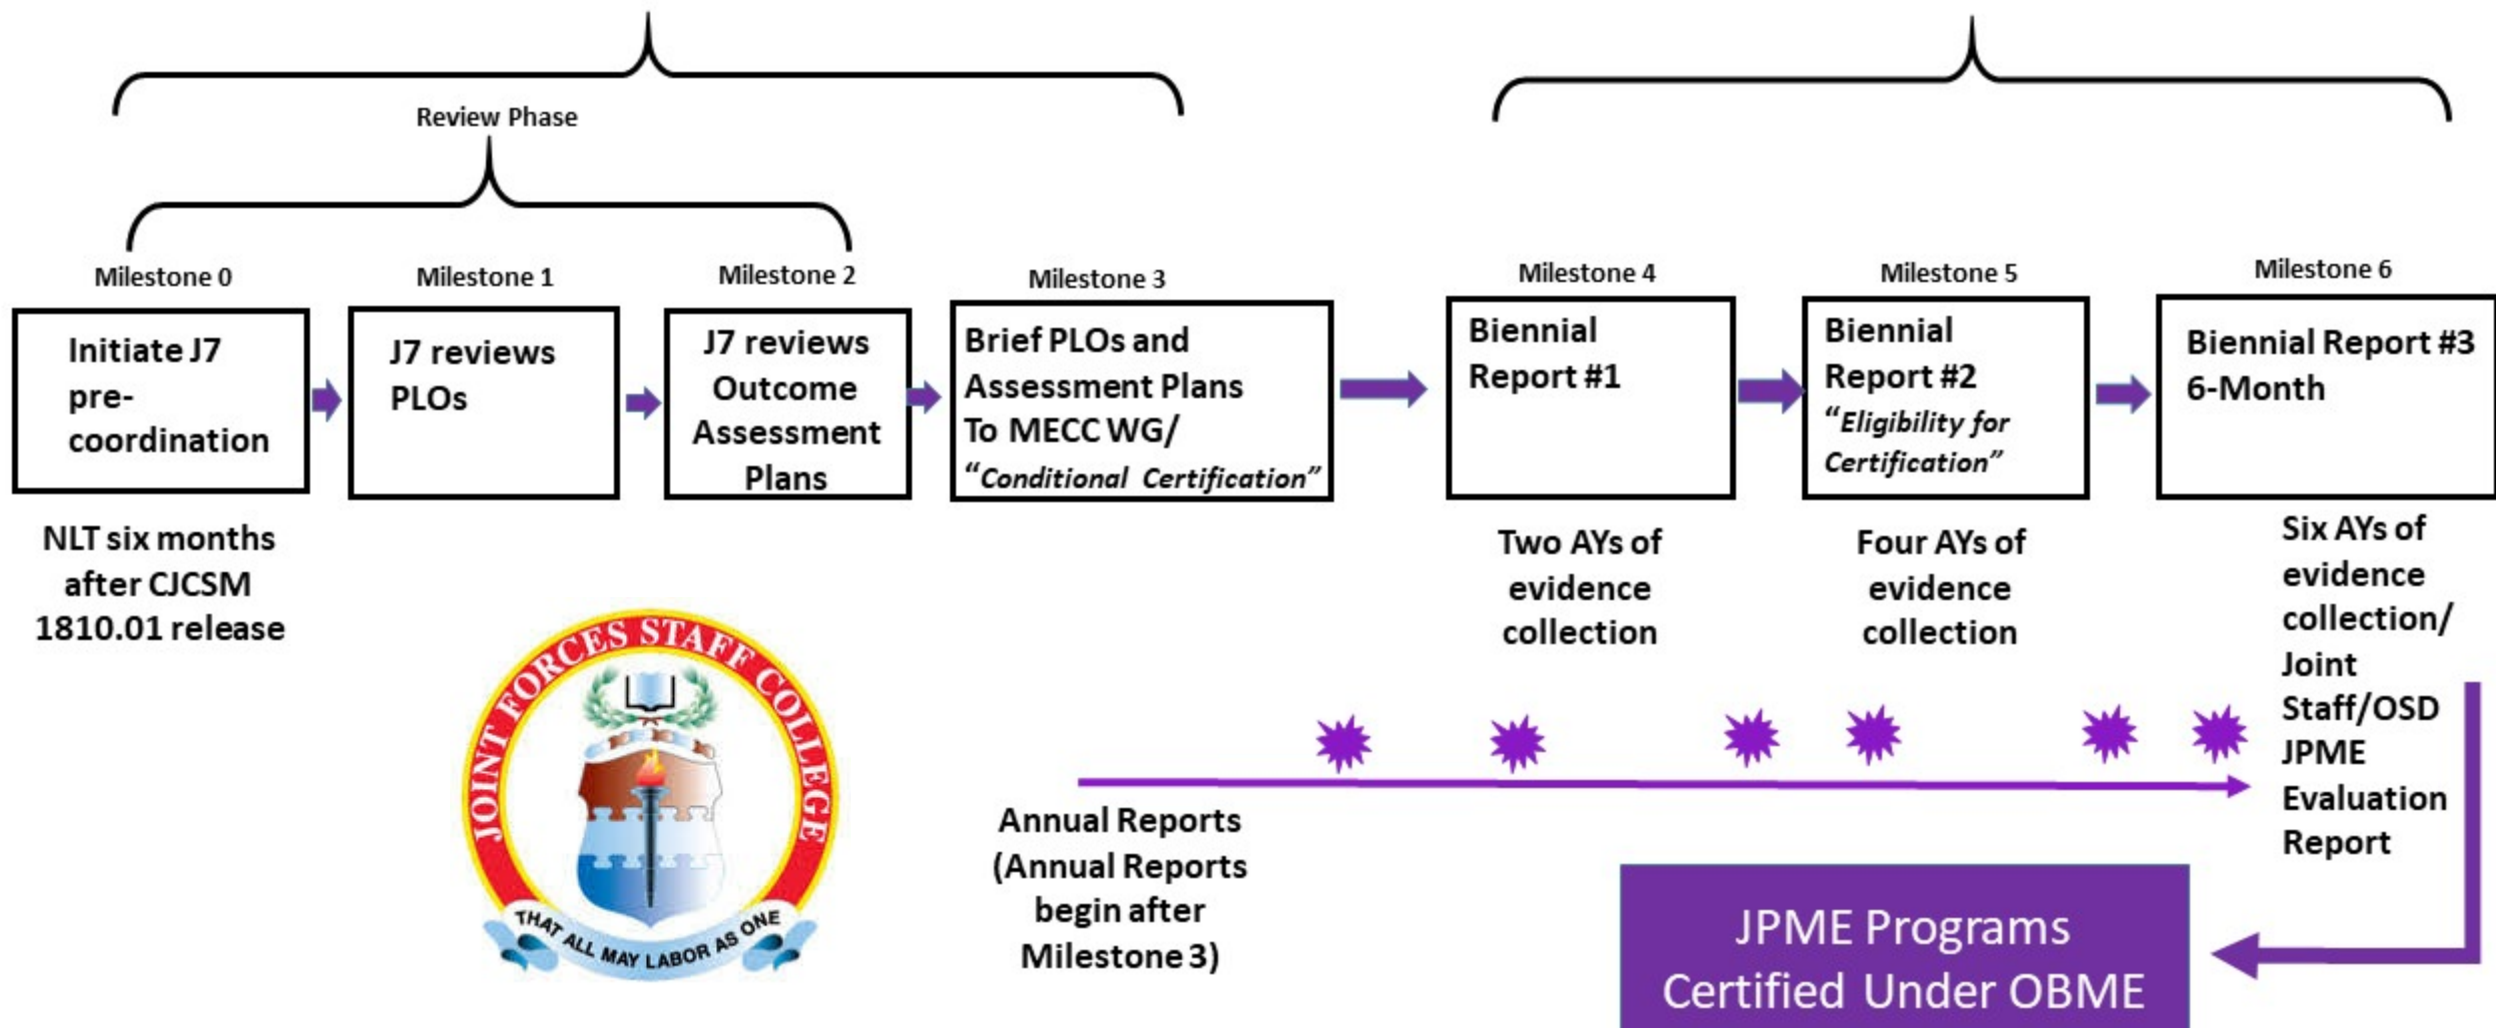 Review Phase
Milestone 0
Milestone 1
Milestone 2
Milestone 3
Milestone 4
Milestone 5
Milestone 6
Initiate J7
pre-
coordination
J7 reviews
PLOs
J7 reviews
Outcome
Assessment
Plans
Brief PLOs and
Assessment Plans
To MECC WG/
“Conditional Certification”
Biennial
Report #1
Biennial
Report #2
“Eligibility for
Certification”
Biennial Report #3
6-Month
NLT six months
after CJCSM
1810.01 release
Two AYs of
evidence
collection
Four AYs of
evidence
collection
Six AYs of
evidence
collection/
Joint
Staff/OSD
JPME
Evaluation
Report
JOINT FORCES STAFF COLLEGE
THAT ALL MAY LABOR AS ONE
Annual Reports
(Annual Reports
begin after
Milestone 3)
JPME Programs
Certified Under OBME